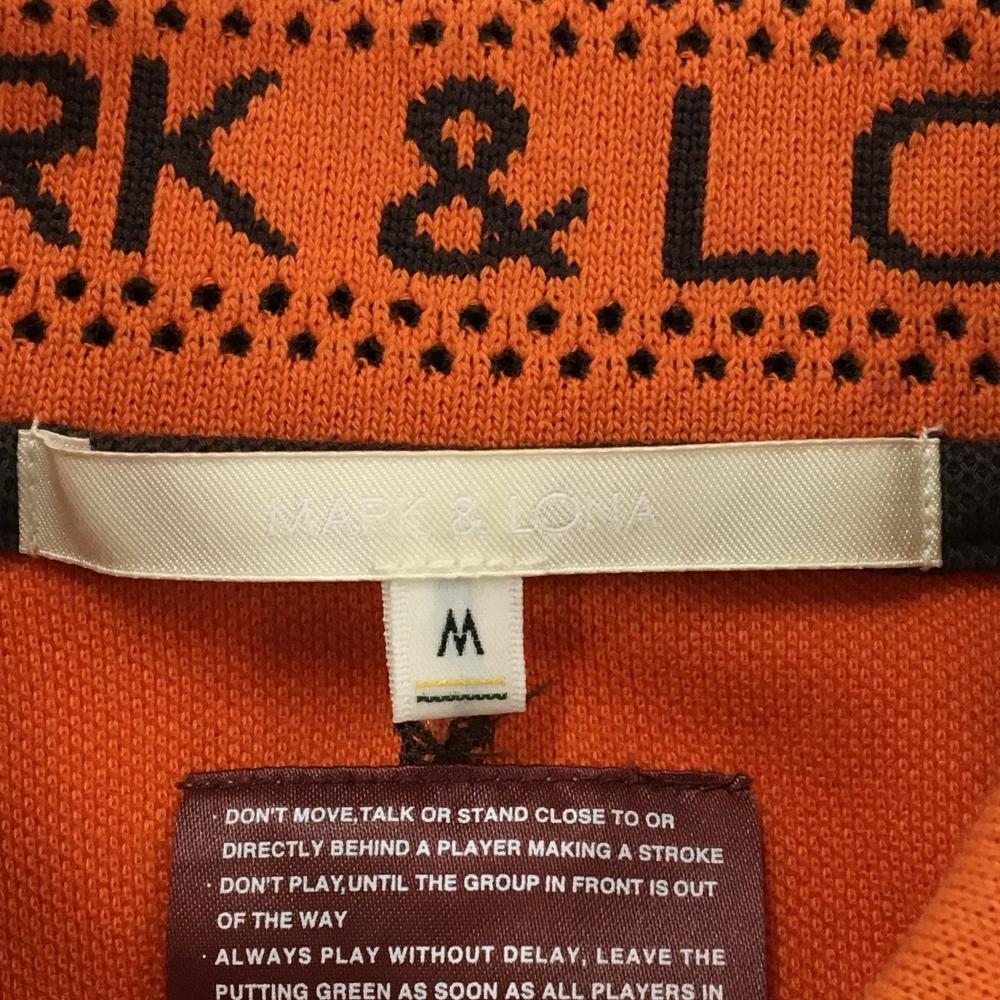 RK & LO
MARK & LONA
M
· DON'T MOVE,TALK OR STAND CLOSE TO OR
DIRECTLY BEHIND A PLAYER MAKING A STROKE
· DON'T PLAY,UNTIL THE GROUP IN FRONT IS OUT
OF THE WAY
· ALWAYS PLAY WITHOUT DELAY, LEAVE THE
PUTTING GREEN AS SOON AS ALL PLAYERS IN